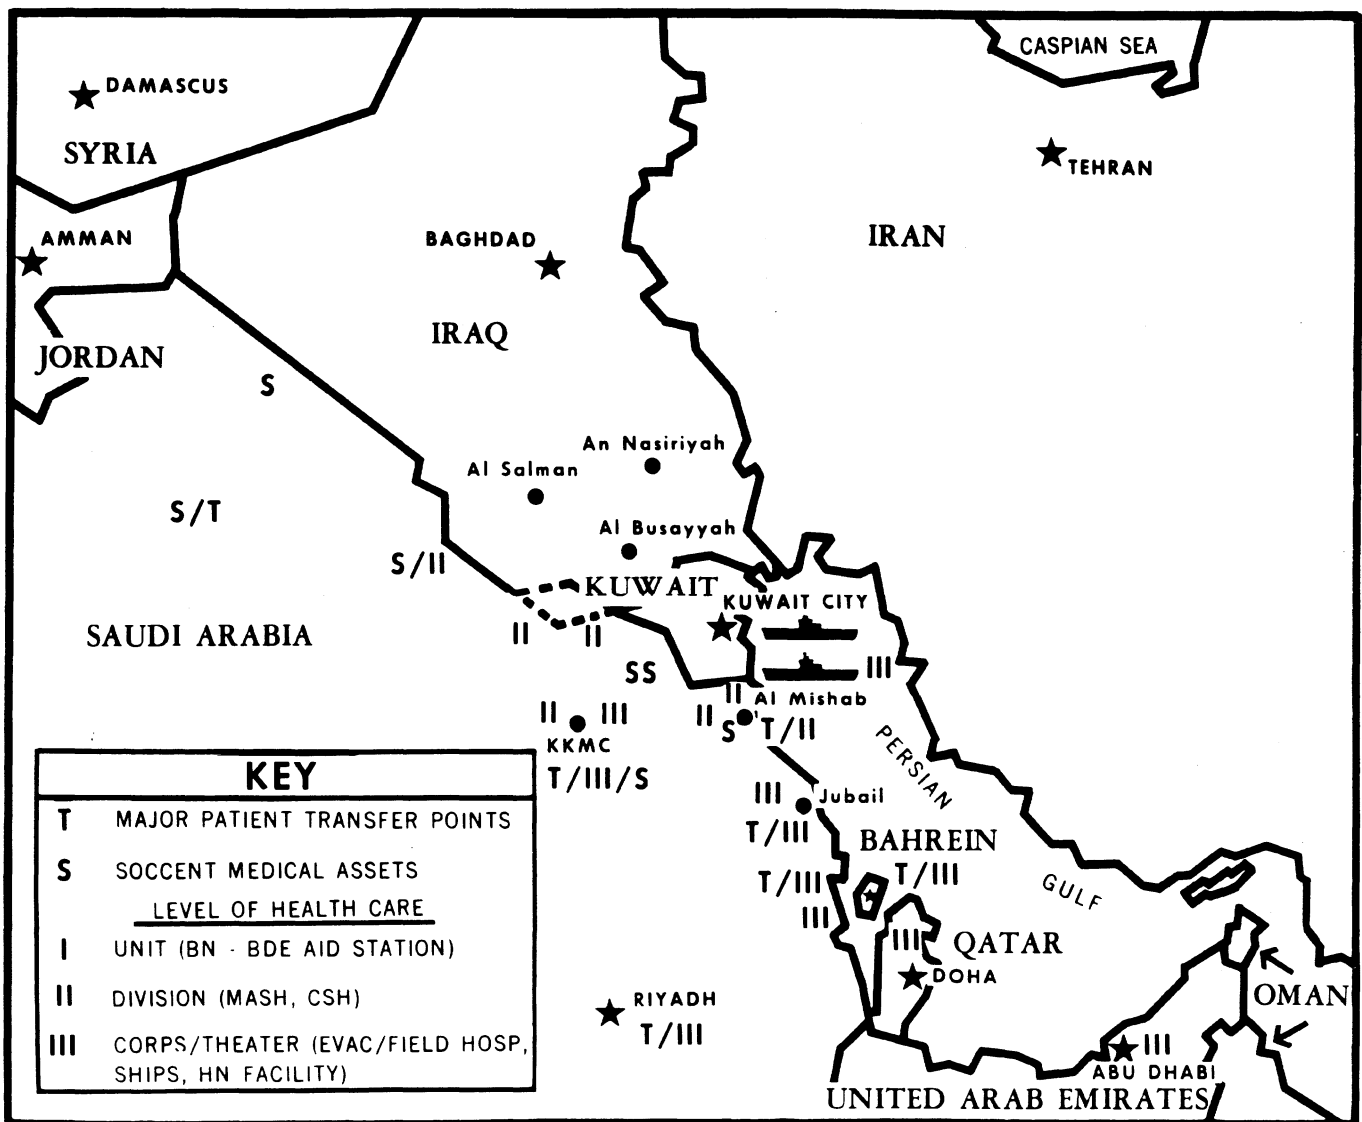 CASPIAN SEA
DAMASCUS
SYRIA
TEHRAN
AMMAN
BAGHDAD
IRAN
IRAQ
JORDAN
S
An Nasiriyah
Al Salman
S/T
Al Busayyah
S/II
KUWAIT
KUWAIT CITY
SAUDI ARABIA
II
II
SS
III
II
Al Mishab
II
III
II
S
T/II
KKMC
T/III/S
PERSIAN
GULF
III
Jubail
T/III
BAHREIN
T/III
T/III
III
III
QATAR
DOHA
RIYADH
T/III
OMAN
III
ABU DHABI
UNITED ARAB EMIRATES
KEY
T MAJOR PATIENT TRANSFER POINTS
S SOCCENT MEDICAL ASSETS
LEVEL OF HEALTH CARE
I UNIT (BN - BDE AID STATION)
II DIVISION (MASH, CSH)
III CORPS/THEATER (EVAC/FIELD HOSP,
SHIPS, HN FACILITY)